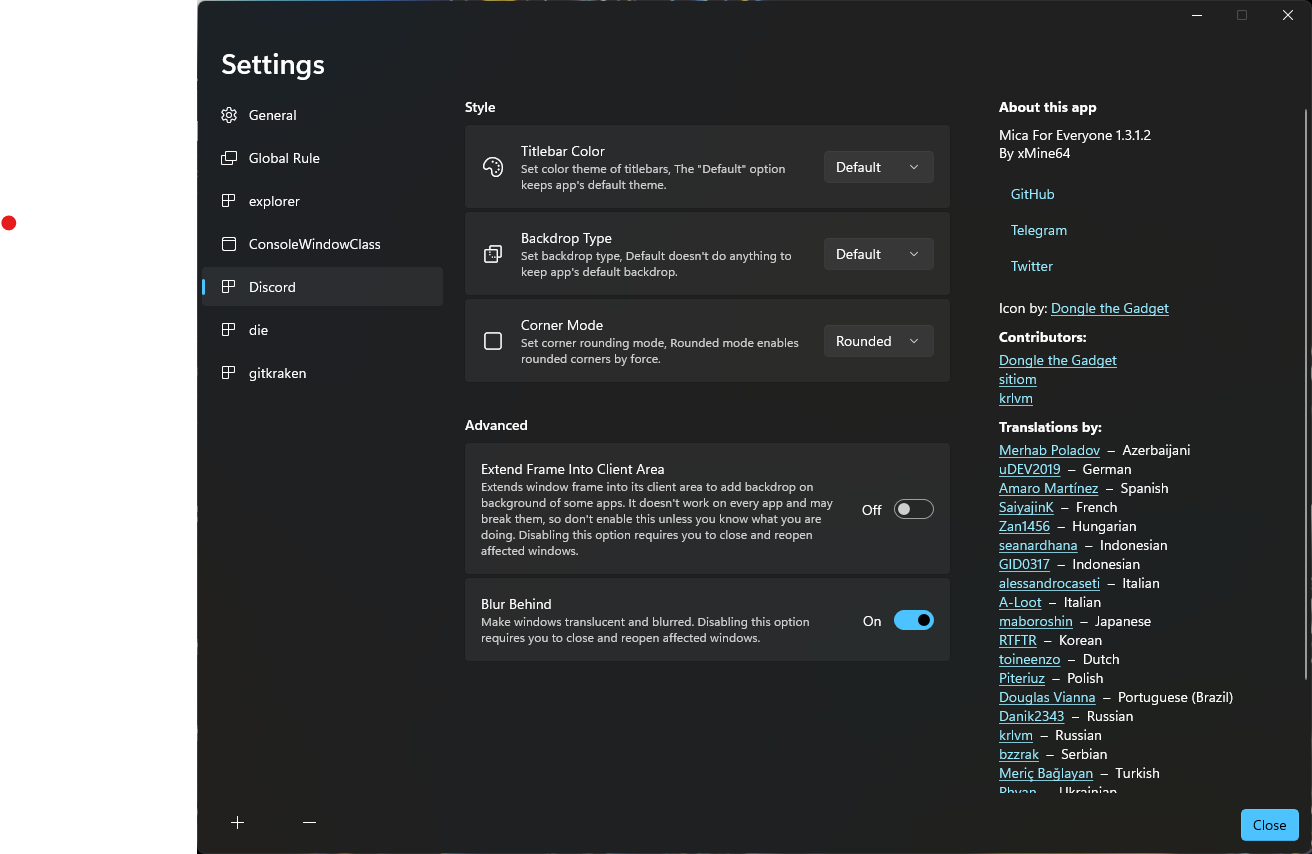 Settings
General
Global Rule
explorer
ConsoleWindowClass
Discord
die
gitkraken
Style
Titlebar Color
Set color theme of titlebars, The "Default" option
keeps app's default theme.
Default
Backdrop Type
Set backdrop type, Default doesn't do anything to
keep app's default backdrop.
Default
Corner Mode
Set corner rounding mode, Rounded mode enables
rounded corners by force.
Rounded
Advanced
Extend Frame Into Client Area
Extends window frame into its client area to add backdrop on
background of some apps. It doesn't work on every app and may
break them, so don't enable this unless you know what you are
doing. Disabling this option requires you to close and reopen
affected windows.
Off
Blur Behind
Make windows translucent and blurred. Disabling this option
requires you to close and reopen affected windows.
On
About this app
Mica For Everyone 1.3.1.2
By xMine64
GitHub
Telegram
Twitter
Icon by: Dongle the Gadget
Contributors:
Dongle the Gadget
sitiom
krlvm
Translations by:
Merhab Poladov – Azerbaijani
uDEV2019 – German
Amaro Martínez – Spanish
SaiyajinK – French
Zan1456 – Hungarian
seanardhana – Indonesian
GID0317 – Indonesian
alessandrocaseti – Italian
A-Loot – Italian
maboroshin – Japanese
RTFTR – Korean
toineenzo – Dutch
Piteriuz – Polish
Douglas Vianna – Portuguese (Brazil)
Danik2343 – Russian
krlvm – Russian
bzzrak – Serbian
Meriç Bağlayan – Turkish
– Ukrainian
Close